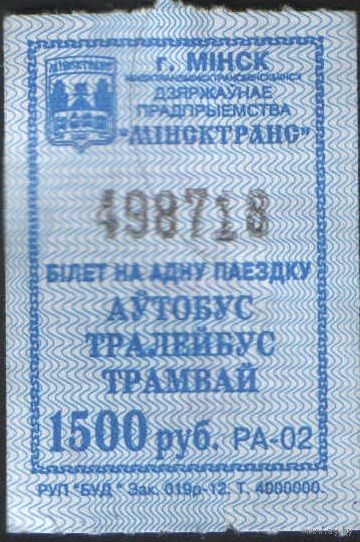 г. МІНСК
ДЗЯРЖАЎНАЕ
ПРАДПРЫЕМСТВА
"МІНСКТРАНС"
498718
БІЛЕТ НА АДНУ ПАЕЗДКУ
АЎТОБУС
ТРАЛЕЙБУС
ТРАМВАЙ
1500 руб. РА-02
РУП "БУД" Зак. 019р-12. Т. 4000000.